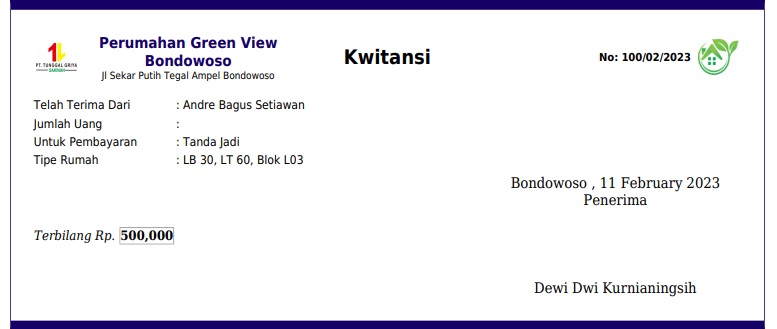 Perumahan Green View
Bondowoso
Jl Sekar Putih Tegal Ampel Bondowoso
PT. TUNGGAL GRIYA
SAKINAH
Kwitansi
No: 100/02/2023
Telah Terima Dari : Andre Bagus Setiawan
Jumlah Uang :
Untuk Pembayaran : Tanda Jadi
Tipe Rumah : LB 30, LT 60, Blok L03
Bondowoso , 11 February 2023
Penerima
Terbilang Rp. 500,000
Dewi Dwi Kurnianingsih